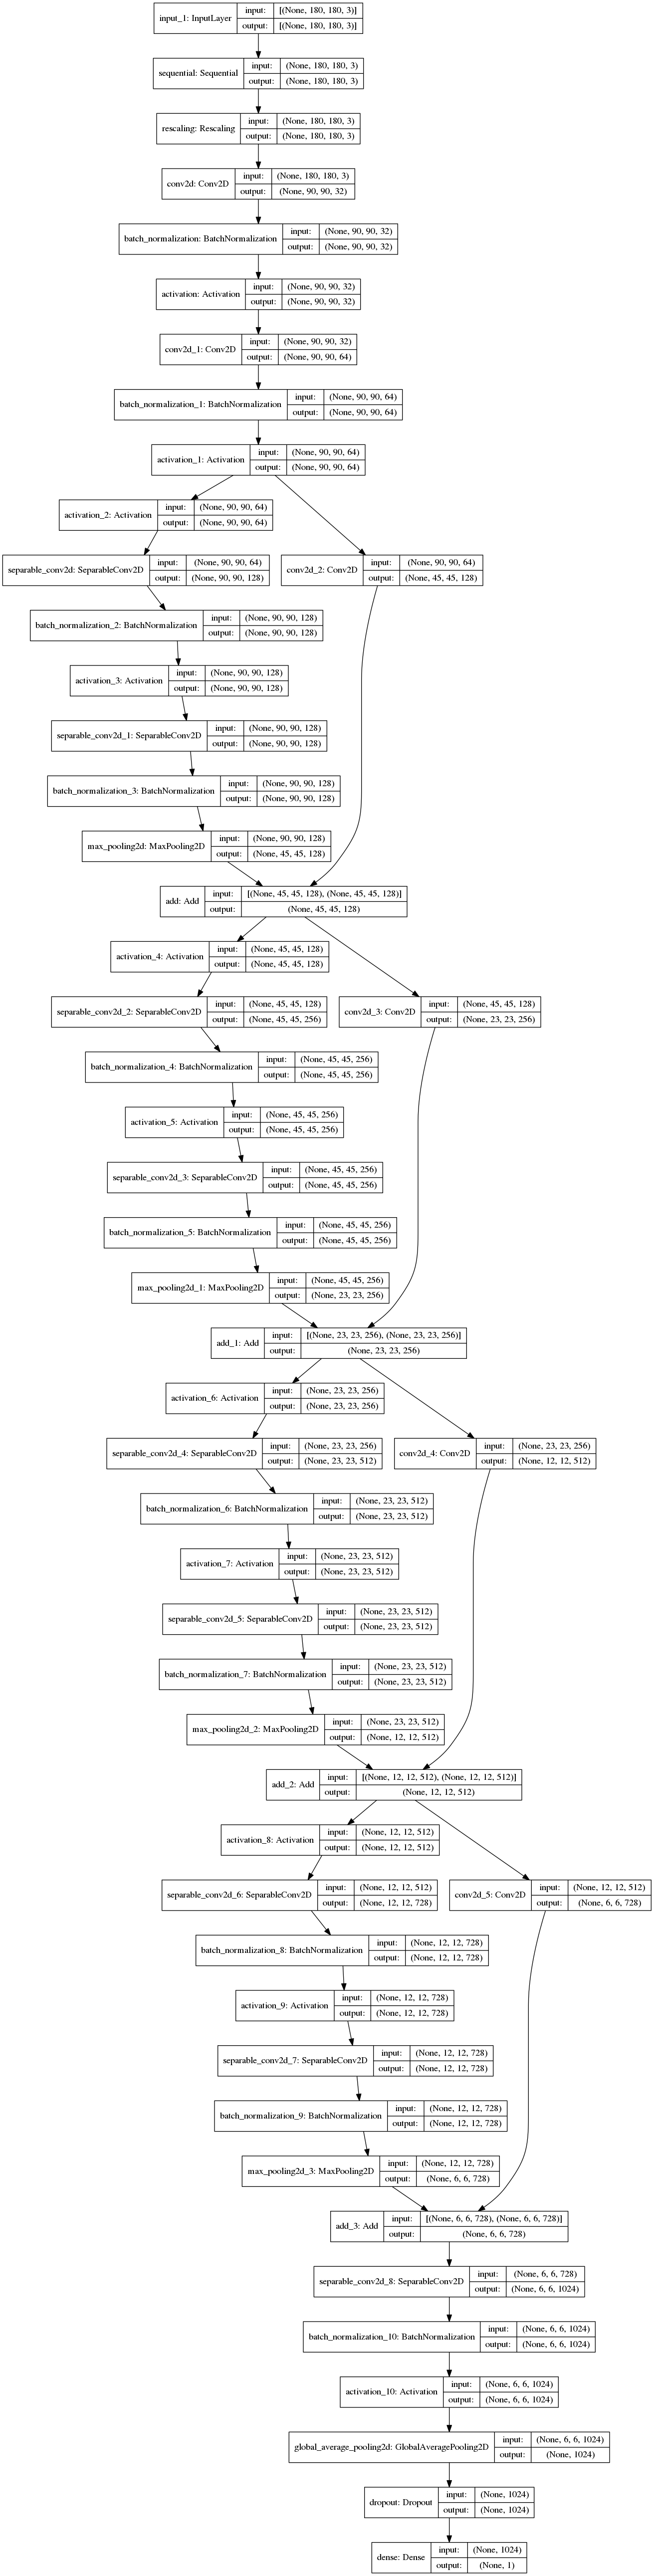 input_1: InputLayer input: [(None, 180, 180, 3)]
output: [(None, 180, 180, 3)]
sequential: Sequential input: (None, 180, 180, 3)
output: (None, 180, 180, 3)
rescaling: Rescaling input: (None, 180, 180, 3)
output: (None, 180, 180, 3)
conv2d: Conv2D input: (None, 180, 180, 3)
output: (None, 90, 90, 32)
batch_normalization: BatchNormalization input: (None, 90, 90, 32)
output: (None, 90, 90, 32)
activation: Activation input: (None, 90, 90, 32)
output: (None, 90, 90, 32)
conv2d_1: Conv2D input: (None, 90, 90, 32)
output: (None, 90, 90, 64)
batch_normalization_1: BatchNormalization input: (None, 90, 90, 64)
output: (None, 90, 90, 64)
activation_1: Activation input: (None, 90, 90, 64)
output: (None, 90, 90, 64)
activation_2: Activation input: (None, 90, 90, 64)
output: (None, 90, 90, 64)
separable_conv2d: SeparableConv2D input: (None, 90, 90, 64)
output: (None, 90, 90, 128)
conv2d_2: Conv2D input: (None, 90, 90, 64)
output: (None, 45, 45, 128)
batch_normalization_2: BatchNormalization input: (None, 90, 90, 128)
output: (None, 90, 90, 128)
activation_3: Activation input: (None, 90, 90, 128)
output: (None, 90, 90, 128)
separable_conv2d_1: SeparableConv2D input: (None, 90, 90, 128)
output: (None, 90, 90, 128)
batch_normalization_3: BatchNormalization input: (None, 90, 90, 128)
output: (None, 90, 90, 128)
max_pooling2d: MaxPooling2D input: (None, 90, 90, 128)
output: (None, 45, 45, 128)
add: Add input: [(None, 45, 45, 128), (None, 45, 45, 128)]
output: (None, 45, 45, 128)
activation_4: Activation input: (None, 45, 45, 128)
output: (None, 45, 45, 128)
separable_conv2d_2: SeparableConv2D input: (None, 45, 45, 128)
output: (None, 45, 45, 256)
conv2d_3: Conv2D input: (None, 45, 45, 128)
output: (None, 23, 23, 256)
batch_normalization_4: BatchNormalization input: (None, 45, 45, 256)
output: (None, 45, 45, 256)
activation_5: Activation input: (None, 45, 45, 256)
output: (None, 45, 45, 256)
separable_conv2d_3: SeparableConv2D input: (None, 45, 45, 256)
output: (None, 45, 45, 256)
batch_normalization_5: BatchNormalization input: (None, 45, 45, 256)
output: (None, 45, 45, 256)
max_pooling2d_1: MaxPooling2D input: (None, 45, 45, 256)
output: (None, 23, 23, 256)
add_1: Add input: [(None, 23, 23, 256), (None, 23, 23, 256)]
output: (None, 23, 23, 256)
activation_6: Activation input: (None, 23, 23, 256)
output: (None, 23, 23, 256)
separable_conv2d_4: SeparableConv2D input: (None, 23, 23, 256)
output: (None, 23, 23, 512)
conv2d_4: Conv2D input: (None, 23, 23, 256)
output: (None, 12, 12, 512)
batch_normalization_6: BatchNormalization input: (None, 23, 23, 512)
output: (None, 23, 23, 512)
activation_7: Activation input: (None, 23, 23, 512)
output: (None, 23, 23, 512)
separable_conv2d_5: SeparableConv2D input: (None, 23, 23, 512)
output: (None, 23, 23, 512)
batch_normalization_7: BatchNormalization input: (None, 23, 23, 512)
output: (None, 23, 23, 512)
max_pooling2d_2: MaxPooling2D input: (None, 23, 23, 512)
output: (None, 12, 12, 512)
add_2: Add input: [(None, 12, 12, 512), (None, 12, 12, 512)]
output: (None, 12, 12, 512)
activation_8: Activation input: (None, 12, 12, 512)
output: (None, 12, 12, 512)
separable_conv2d_6: SeparableConv2D input: (None, 12, 12, 512)
output: (None, 12, 12, 728)
conv2d_5: Conv2D input: (None, 12, 12, 512)
output: (None, 6, 6, 728)
batch_normalization_8: BatchNormalization input: (None, 12, 12, 728)
output: (None, 12, 12, 728)
activation_9: Activation input: (None, 12, 12, 728)
output: (None, 12, 12, 728)
separable_conv2d_7: SeparableConv2D input: (None, 12, 12, 728)
output: (None, 12, 12, 728)
batch_normalization_9: BatchNormalization input: (None, 12, 12, 728)
output: (None, 12, 12, 728)
max_pooling2d_3: MaxPooling2D input: (None, 12, 12, 728)
output: (None, 6, 6, 728)
add_3: Add input: [(None, 6, 6, 728), (None, 6, 6, 728)]
output: (None, 6, 6, 728)
separable_conv2d_8: SeparableConv2D input: (None, 6, 6, 728)
output: (None, 6, 6, 1024)
batch_normalization_10: BatchNormalization input: (None, 6, 6, 1024)
output: (None, 6, 6, 1024)
activation_10: Activation input: (None, 6, 6, 1024)
output: (None, 6, 6, 1024)
global_average_pooling2d: GlobalAveragePooling2D input: (None, 6, 6, 1024)
output: (None, 1024)
dropout: Dropout input: (None, 1024)
output: (None, 1024)
dense: Dense input: (None, 1024)
output: (None, 1)